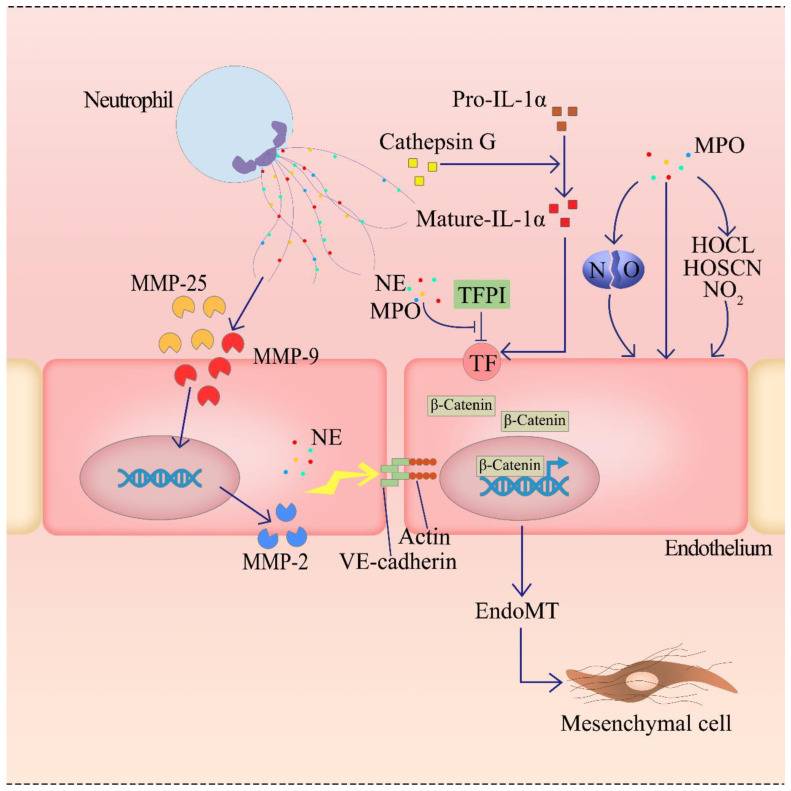 Neutrophil
Pro-IL-1α
Cathepsin G
MPO
Mature-IL-1α
N O
HOCL
HOSCN
NO2
MMP-25
NE
MPO
TFPI
MMP-9
TF
β-Catenin
β-Catenin
NE
β-Catenin
Actin
VE-cadherin
MMP-2
Endothelium
EndoMT
Mesenchymal cell